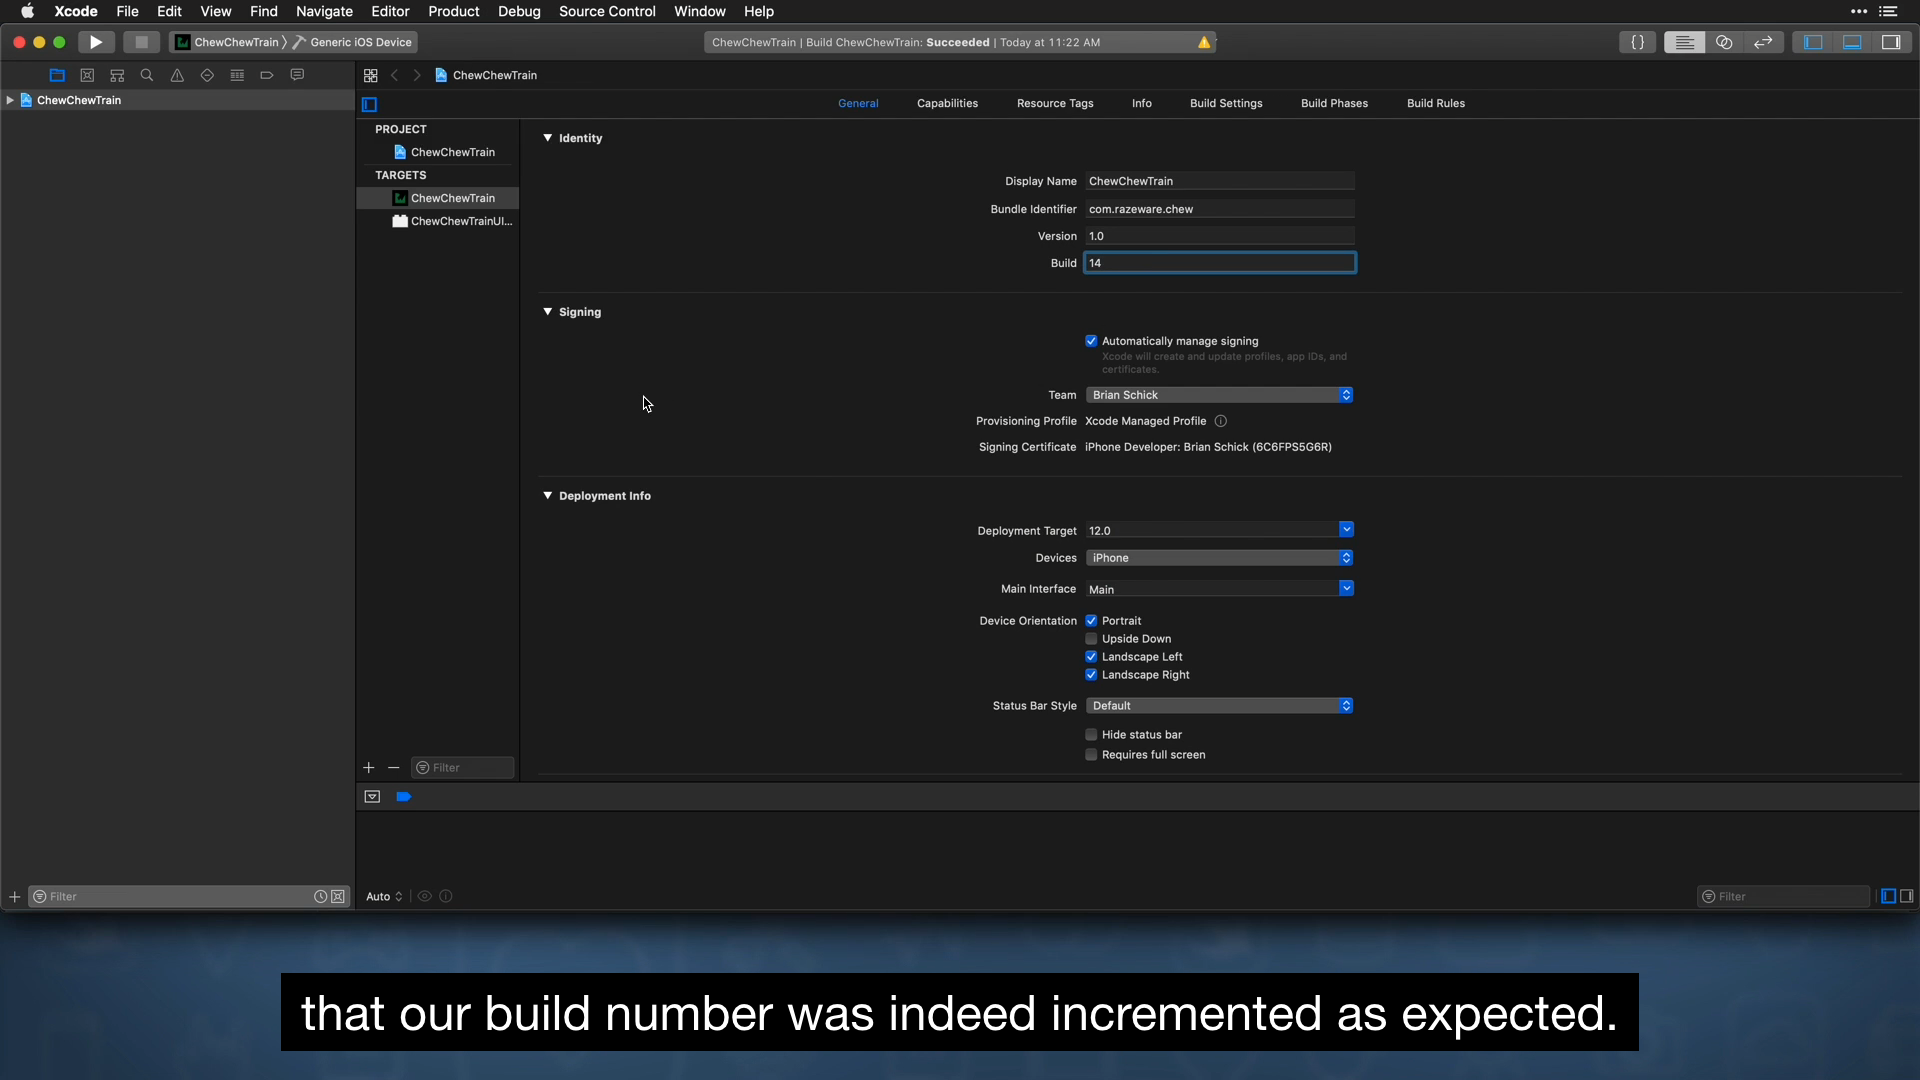 Xcode File Edit View Find Navigate Editor Product Debug Source Control Window Help
ChewChewTrain Generic iOS Device
ChewChewTrain | Build ChewChewTrain: Succeeded | Today at 11:22 AM
ChewChewTrain
ChewChewTrain
General Capabilities Resource Tags Info Build Settings Build Phases Build Rules
PROJECT
ChewChewTrain
TARGETS
ChewChewTrain
ChewChewTrainUI...
Identity
Display Name ChewChewTrain
Bundle Identifier com.razeware.chew
Version 1.0
Build 14
Signing
Automatically manage signing
Xcode will create and update profiles, app IDs, and
certificates.
Team Brian Schick
Provisioning Profile Xcode Managed Profile
Signing Certificate iPhone Developer: Brian Schick (6C6FPS5G6R)
Deployment Info
Deployment Target 12.0
Devices iPhone
Main Interface Main
Device Orientation Portrait
Upside Down
Landscape Left
Landscape Right
Status Bar Style Default
Hide status bar
Requires full screen
Filter
Filter
Auto
Filter
that our build number was indeed incremented as expected.